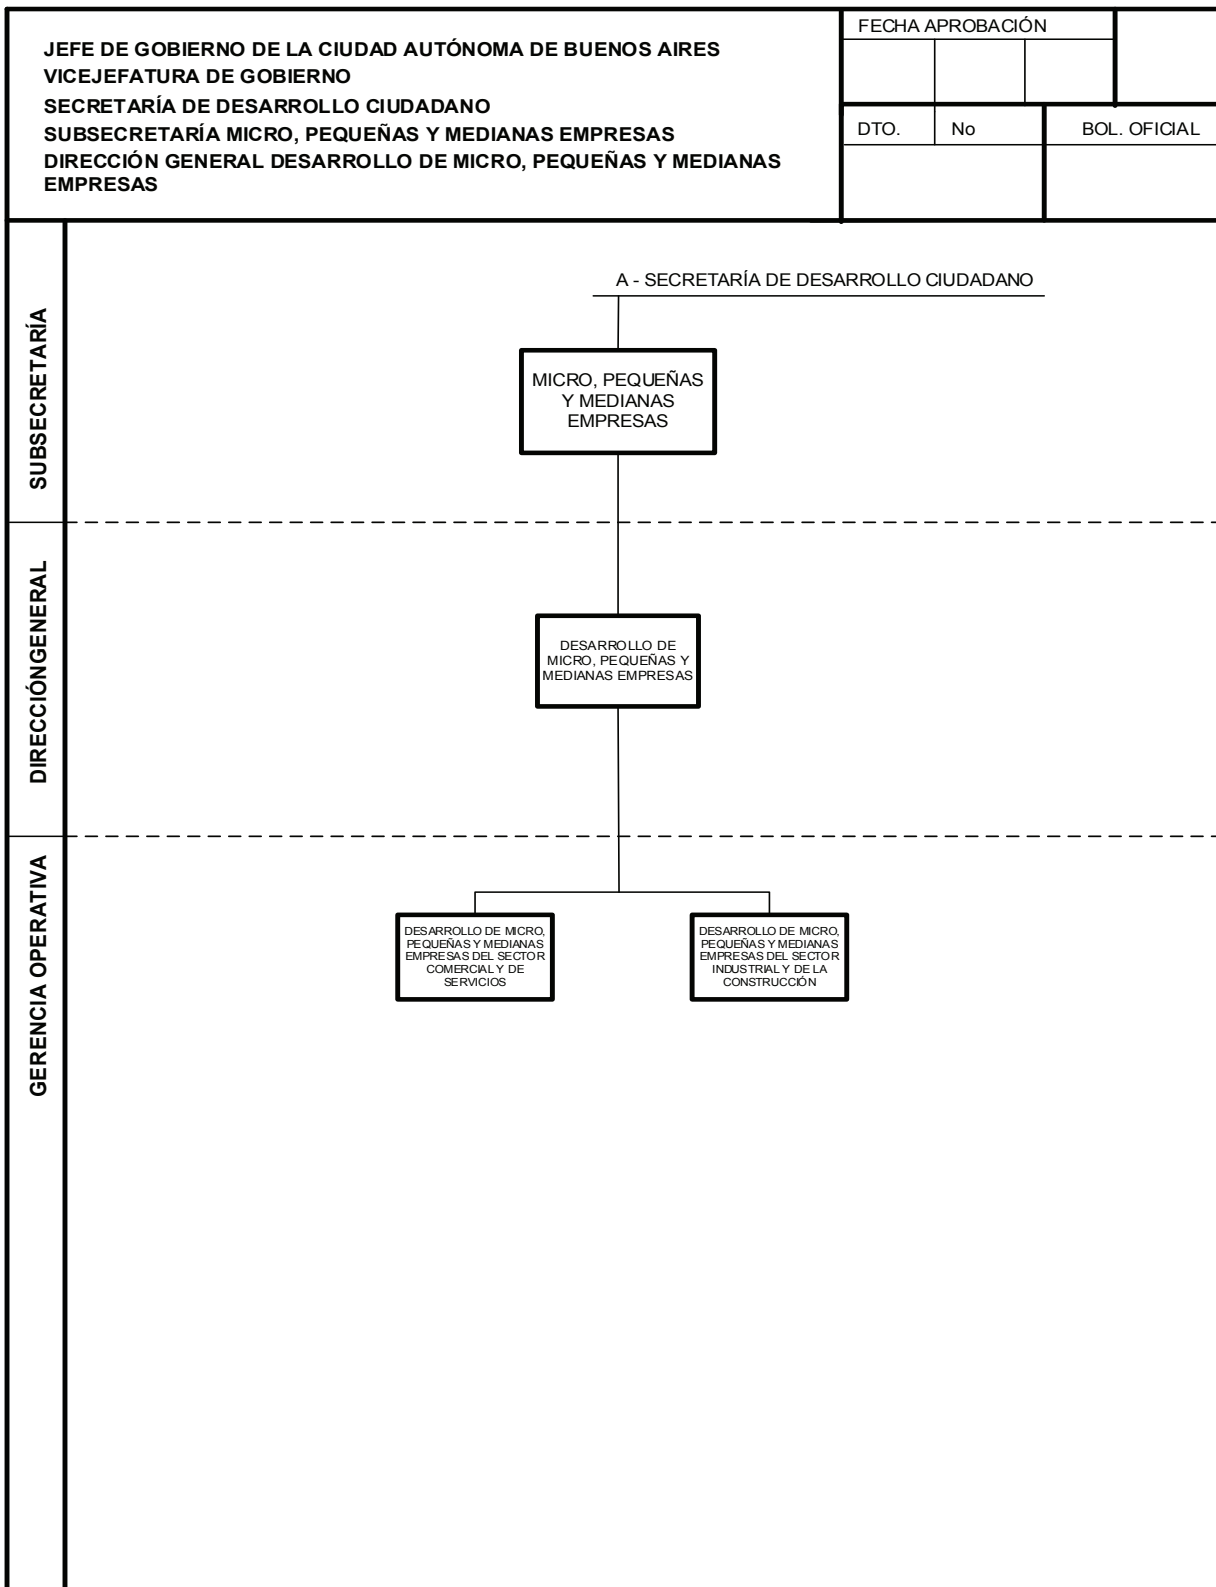 JEFE DE GOBIERNO DE LA CIUDAD AUTÓNOMA DE BUENOS AIRES
VICEJEFATURA DE GOBIERNO
SECRETARÍA DE DESARROLLO CIUDADANO
SUBSECRETARÍA MICRO, PEQUEÑAS Y MEDIANAS EMPRESAS
DIRECCIÓN GENERAL DESARROLLO DE MICRO, PEQUEÑAS Y MEDIANAS
EMPRESAS
FECHA APROBACIÓN
DTO.
No
BOL. OFICIAL
SUBSECRETARÍA
A - SECRETARÍA DE DESARROLLO CIUDADANO
MICRO, PEQUEÑAS
Y MEDIANAS
EMPRESAS
DIRECCIÓNGENERAL
DESARROLLO DE
MICRO, PEQUEÑAS Y
MEDIANAS EMPRESAS
GERENCIA OPERATIVA
DESARROLLO DE MICRO,
PEQUEÑAS Y MEDIANAS
EMPRESAS DEL SECTOR
COMERCIAL Y DE
SERVICIOS
DESARROLLO DE MICRO,
PEQUEÑAS Y MEDIANAS
EMPRESAS DEL SECTOR
INDUSTRIAL Y DE LA
CONSTRUCCIÓN